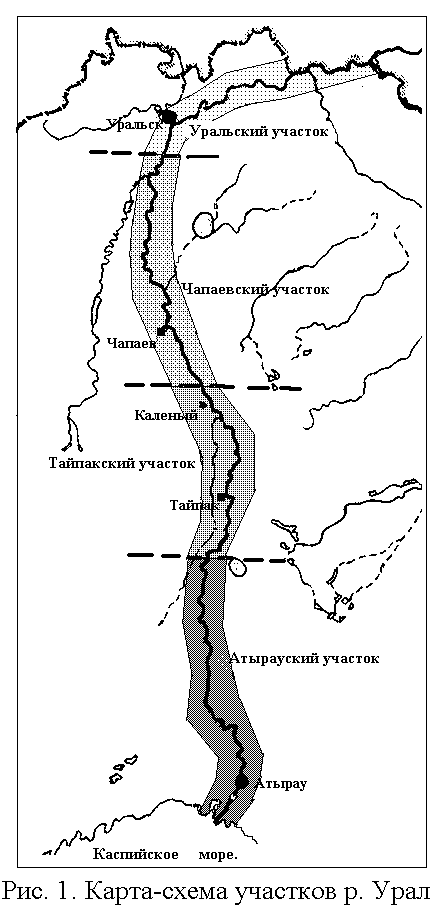 Уральск
Уральский участок
Чапаевский участок
Чапаев
Каленый
Тайпакский участок
Тайпак
Атырауский участок
Атырау
Каспийское море.
Рис. 1. Карта-схема участков р. Урал